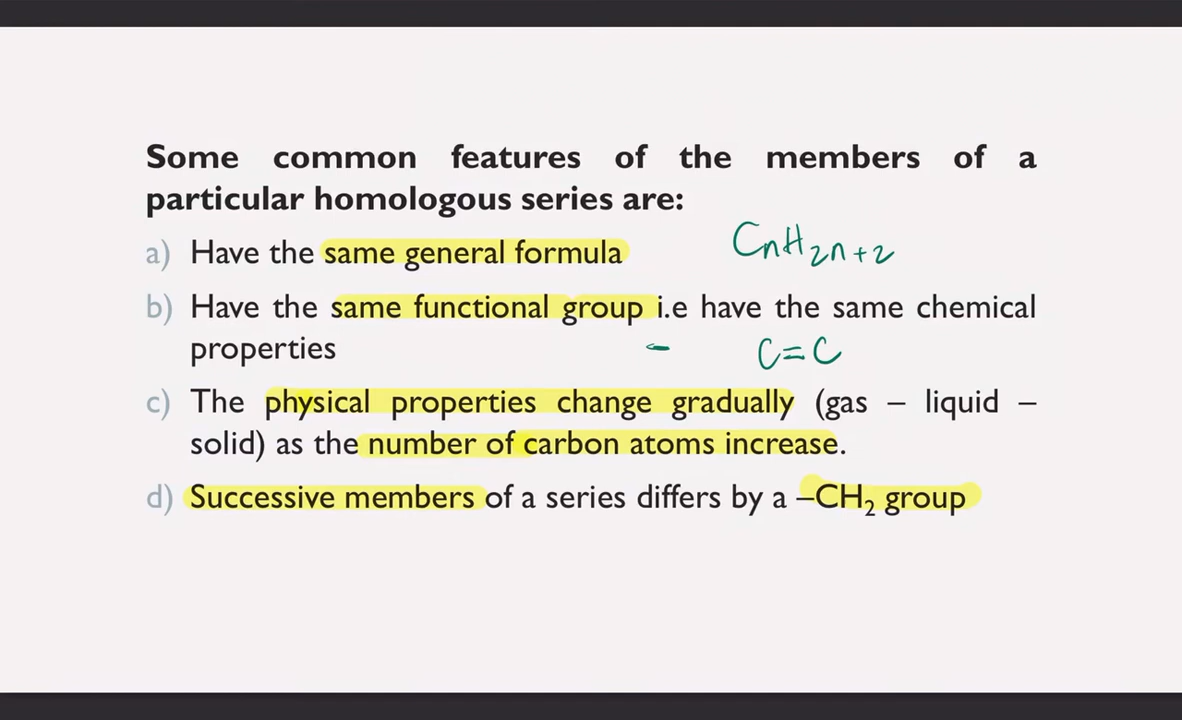 Some common features of the members of a
particular homologous series are:
a) Have the same general formula CnH2n+2
b) Have the same functional group i.e have the same chemical
properties - C=C
c) The physical properties change gradually (gas – liquid –
solid) as the number of carbon atoms increase.
d) Successive members of a series differs by a –CH₂ group